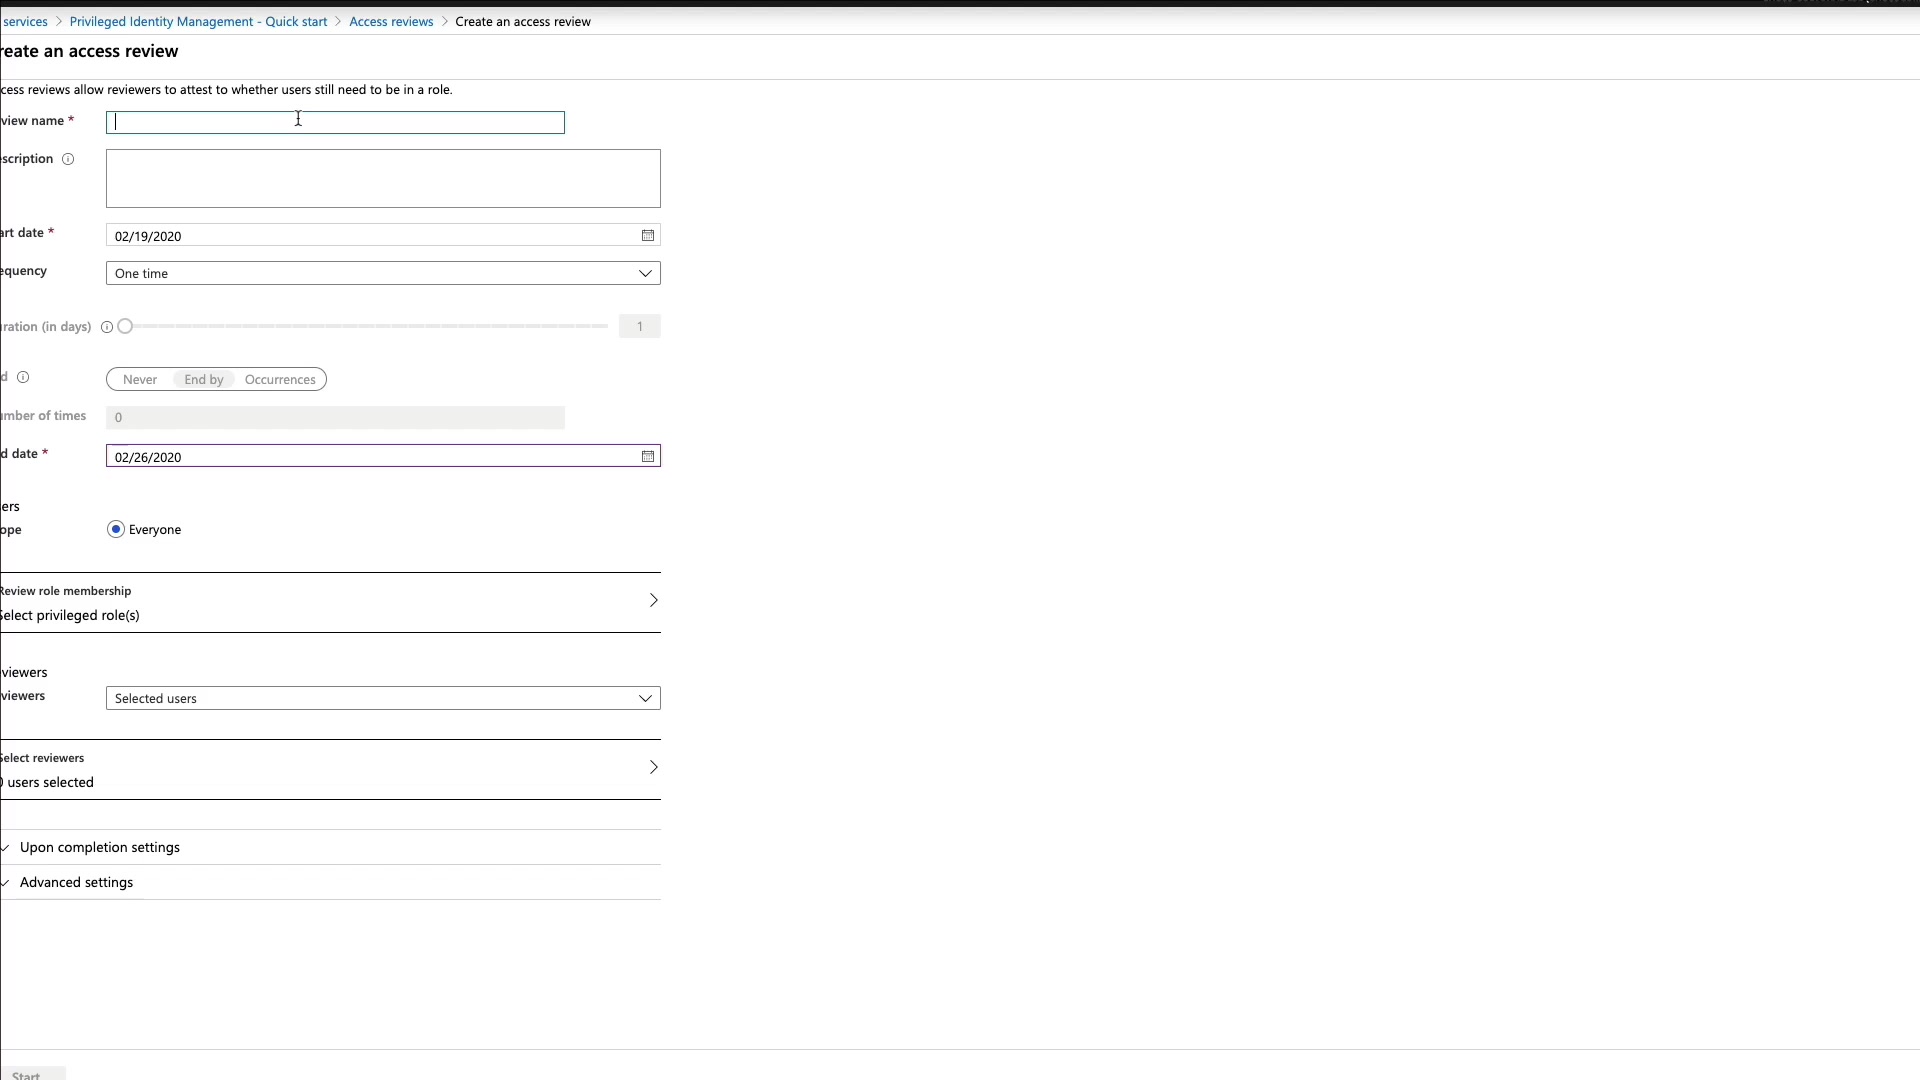 services > Privileged Identity Management - Quick start > Access reviews > Create an access review
reate an access review
cess reviews allow reviewers to attest to whether users still need to be in a role.
view name *
scription
art date *
02/19/2020
equency
One time
ration (in days)
1
d
Never End by Occurrences
mber of times
0
d date *
02/26/2020
ers
ope
Everyone
Review role membership
Select privileged role(s)
viewers
viewers
Selected users
Select reviewers
0 users selected
Upon completion settings
Advanced settings
Start